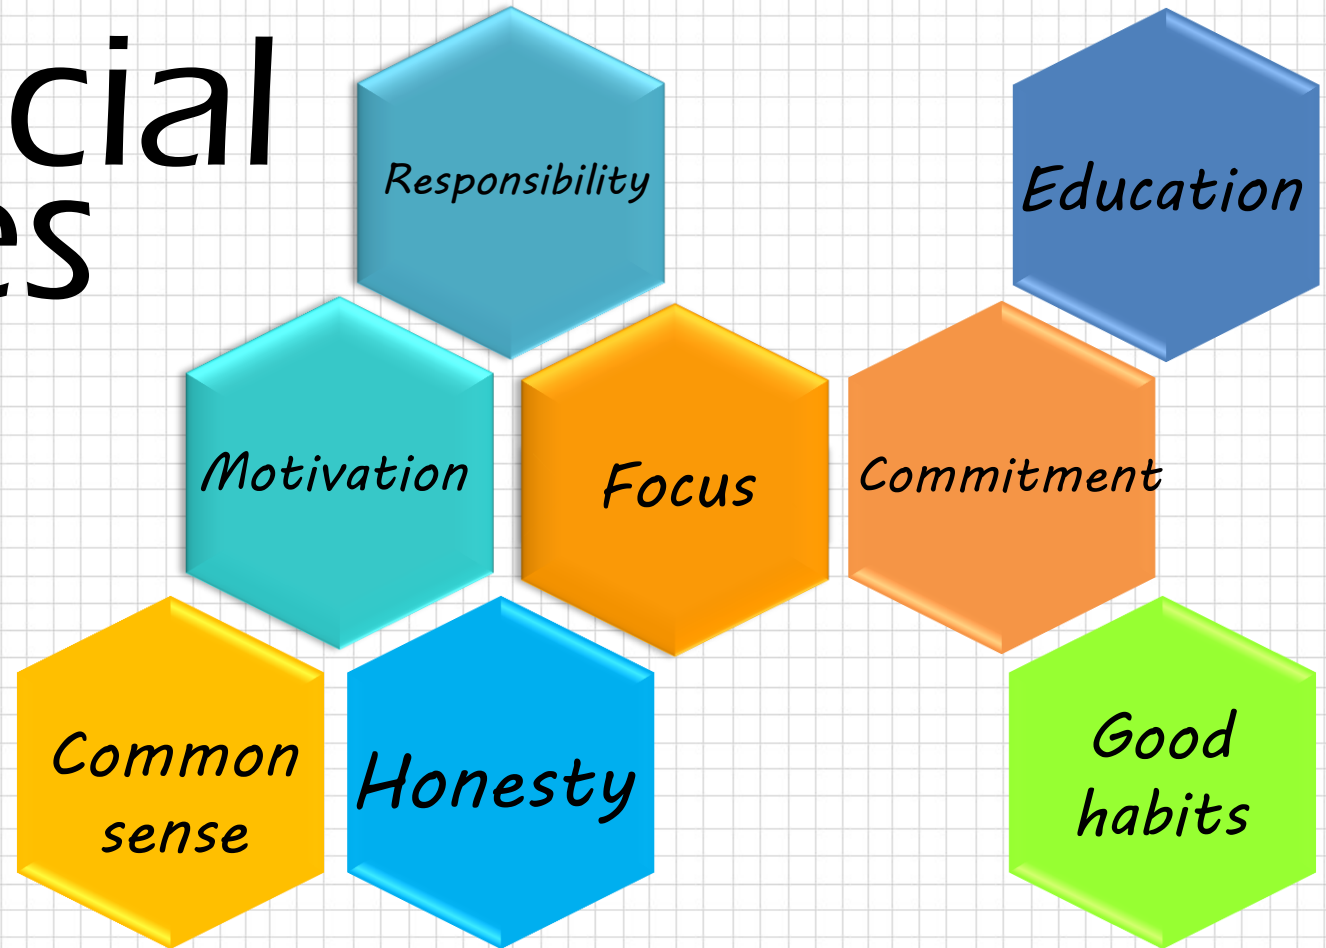 cial
es
Responsibility
Education
Motivation
Focus
Commitment
Common
sense
Honesty
Good
habits